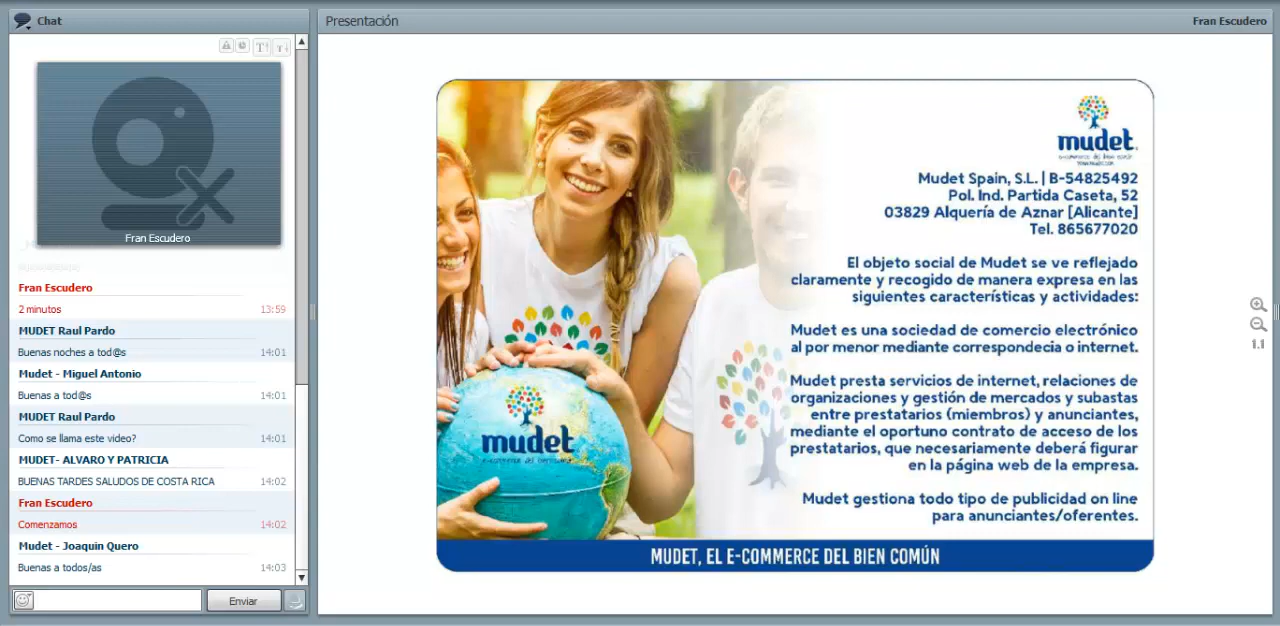 Chat
Presentación
Fran Escudero
Fran Escudero
Fran Escudero
2 minutos 13:59
MUDET Raul Pardo
Buenas noches a tod@s 14:01
Mudet - Miguel Antonio
Buenas a tod@s 14:01
MUDET Raul Pardo
Como se llama este video? 14:01
MUDET- ALVARO Y PATRICIA
BUENAS TARDES SALUDOS DE COSTA RICA 14:02
Fran Escudero
Comenzamos 14:02
Mudet - Joaquin Quero
Buenas a todos/as 14:03
Enviar
mudet
e-commerce del bien común
Mudet Spain, S.L. | B-54825492
Pol. Ind. Partida Caseta, 52
03829 Alquería de Aznar [Alicante]
Tel. 865677020
El objeto social de Mudet se ve reflejado
claramente y recogido de manera expresa en las
siguientes características y actividades:
Mudet es una sociedad de comercio electrónico
al por menor mediante correspondecia o internet.
Mudet presta servicios de internet, relaciones de
organizaciones y gestión de mercados y subastas
entre prestatarios (miembros) y anunciantes,
mediante el oportuno contrato de acceso de los
prestatarios, que necesariamente deberá figurar
en la página web de la empresa.
Mudet gestiona todo tipo de publicidad on line
para anunciantes/oferentes.
mudet
MUDET, EL E-COMMERCE DEL BIEN COMÚN
1.1